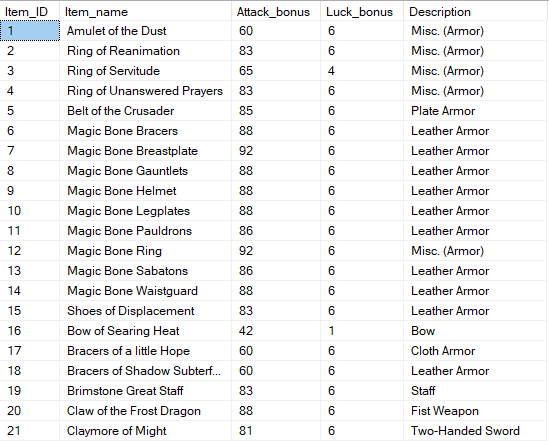 Item_ID Item_name Attack_bonus Luck_bonus Description
1 Amulet of the Dust 60 6 Misc. (Armor)
2 Ring of Reanimation 83 6 Misc. (Armor)
3 Ring of Servitude 65 4 Misc. (Armor)
4 Ring of Unanswered Prayers 83 6 Misc. (Armor)
5 Belt of the Crusader 85 6 Plate Armor
6 Magic Bone Bracers 88 6 Leather Armor
7 Magic Bone Breastplate 92 6 Leather Armor
8 Magic Bone Gauntlets 88 6 Leather Armor
9 Magic Bone Helmet 88 6 Leather Armor
10 Magic Bone Legplates 88 6 Leather Armor
11 Magic Bone Pauldrons 86 6 Leather Armor
12 Magic Bone Ring 92 6 Misc. (Armor)
13 Magic Bone Sabatons 86 6 Leather Armor
14 Magic Bone Waistguard 88 6 Leather Armor
15 Shoes of Displacement 83 6 Leather Armor
16 Bow of Searing Heat 42 1 Bow
17 Bracers of a little Hope 60 6 Cloth Armor
18 Bracers of Shadow Subterf... 60 6 Leather Armor
19 Brimstone Great Staff 83 6 Staff
20 Claw of the Frost Dragon 88 6 Fist Weapon
21 Claymore of Might 81 6 Two-Handed Sword